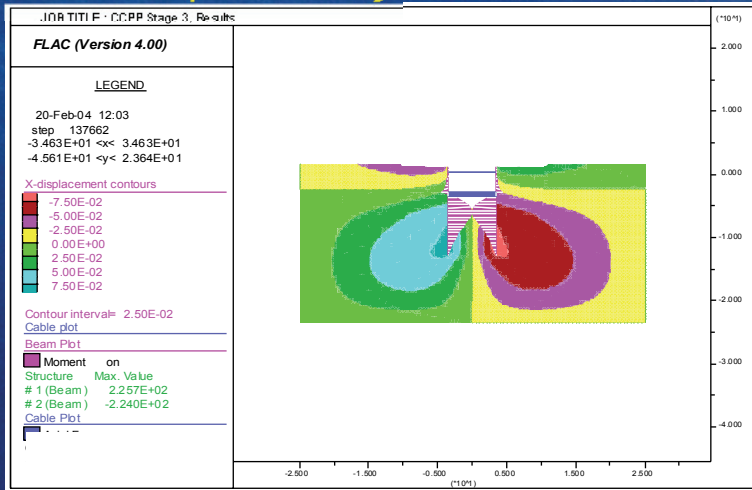 JOB TITLE : CCPP Stage 3, Results
FLAC (Version 4.00)
LEGEND
20-Feb-04 12:03
step 137662
-3.463E+01 <x< 3.463E+01
-4.561E+01 <y< 2.364E+01
X-displacement contours
-7.50E-02
-5.00E-02
-2.50E-02
0.00E+00
2.50E-02
5.00E-02
7.50E-02
Contour interval= 2.50E-02
Cable plot
Beam Plot
Moment on
Structure Max. Value
# 1 (Beam ) 2.257E+02
# 2 (Beam ) -2.240E+02
Cable Plot
(*10^1)
2.000
1.000
0.000
-1.000
-2.000
-3.000
-4.000
-2.500 -1.500 -0.500 0.500 1.500 2.500
(*10^1)